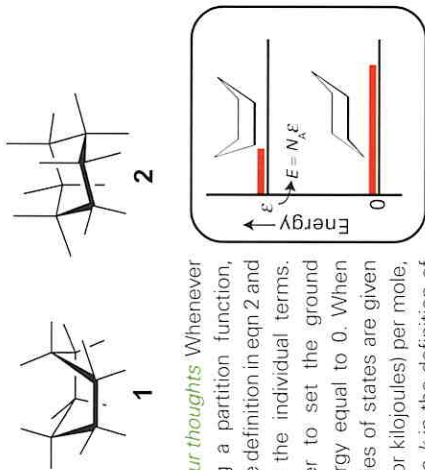 1
2
ur thoughts Whenever
g a partition function,
e definition in eqn 2 and
the individual terms.
er to set the ground
rgy equal to 0. When
es of states are given
or kilojoules) per mole,
k in the definition of
Energy
ε
E = N_Aε
0